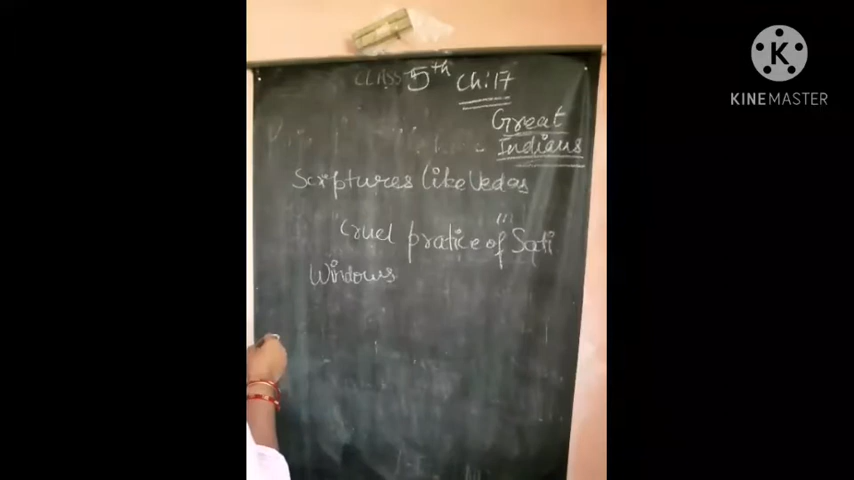 CLASS 5th Ch:17
Great
Indians
Scriptures like Vedas
Cruel pratice of Sati
Windows
K
KINEMASTER